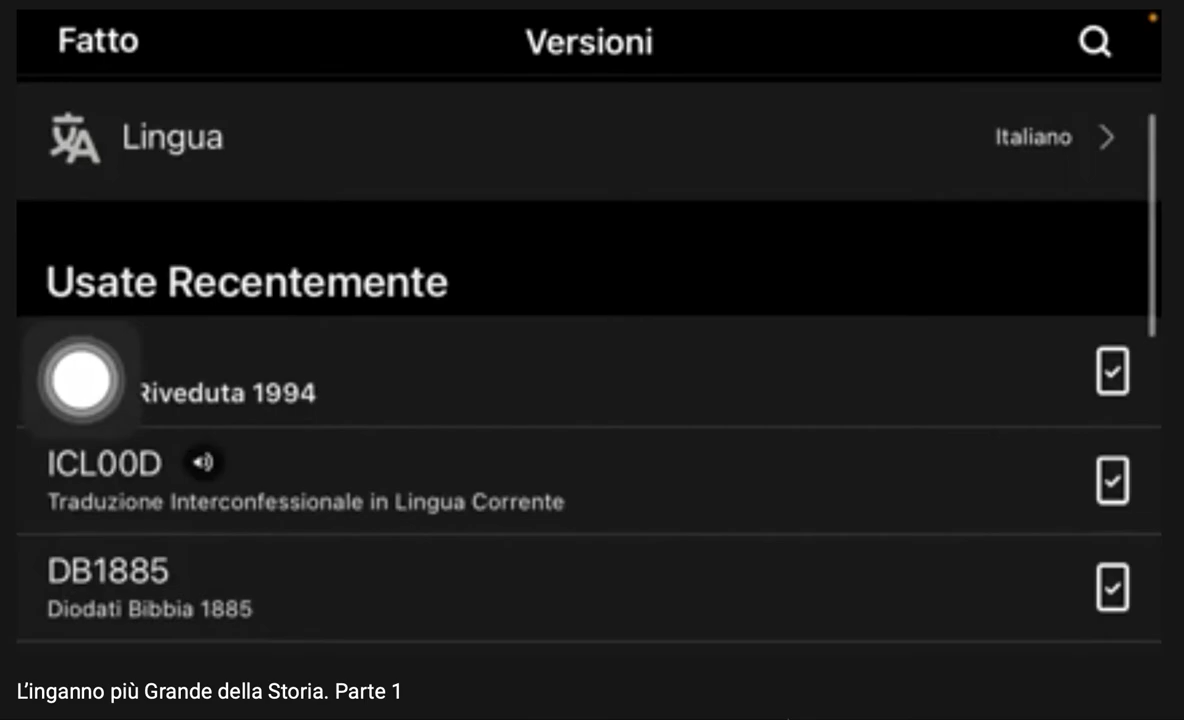 Fatto
Versioni
Lingua
Italiano
Usate Recentemente
Riveduta 1994
ICL00D
Traduzione Interconfessionale in Lingua Corrente
DB1885
Diodati Bibbia 1885
L'inganno più Grande della Storia. Parte 1